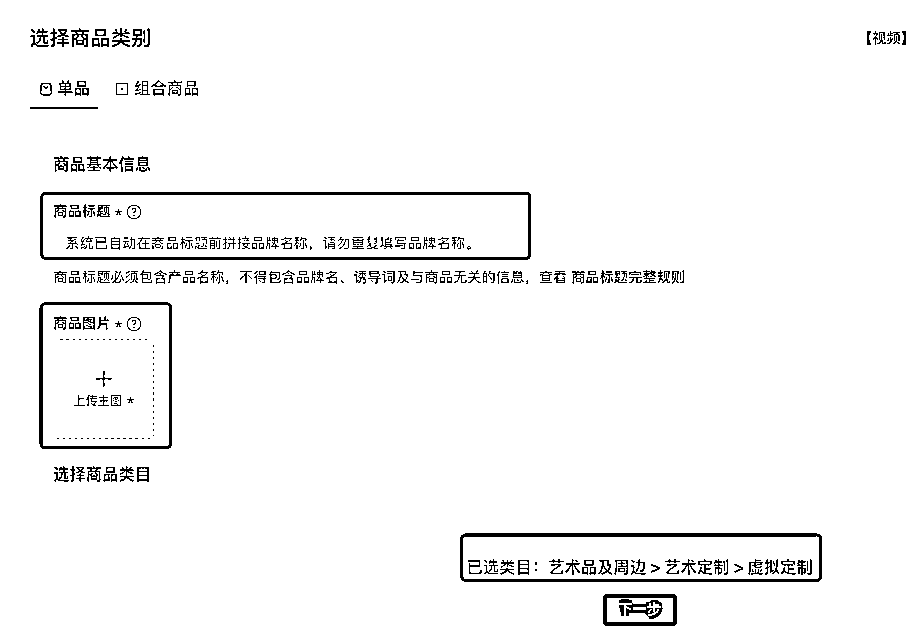 选择商品类别
【视频】
单品 组合商品
商品基本信息
商品标题 * ?
系统已自动在商品标题前拼接品牌名称，请勿重复填写品牌名称。
商品标题必须包含产品名称，不得包含品牌名、诱导词及与商品无关的信息，查看 商品标题完整规则
商品图片 * ?
上传主图 *
选择商品类目
已选类目：艺术品及周边 > 艺术定制 > 虚拟定制
下一步